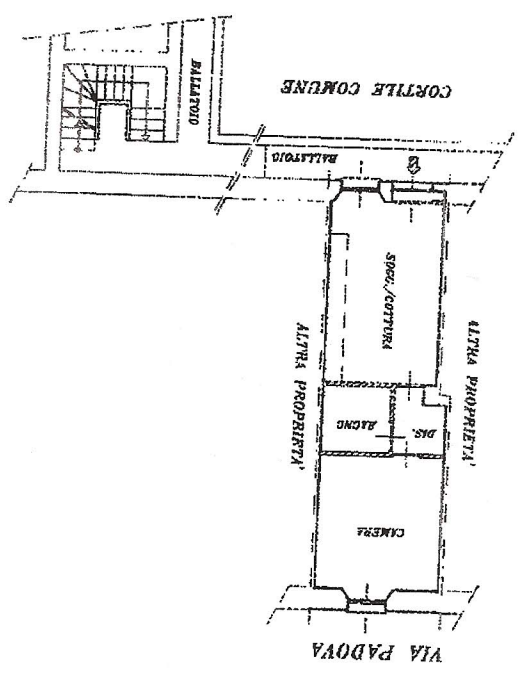 VIA PADOVA
CAMERA
DIS.
BAGNO
ALTRA PROPRIETA'
ALTRA PROPRIETA'
SOGG./COTTURA
BALLATOIO
CORTILE COMUNE
BALLATOIO